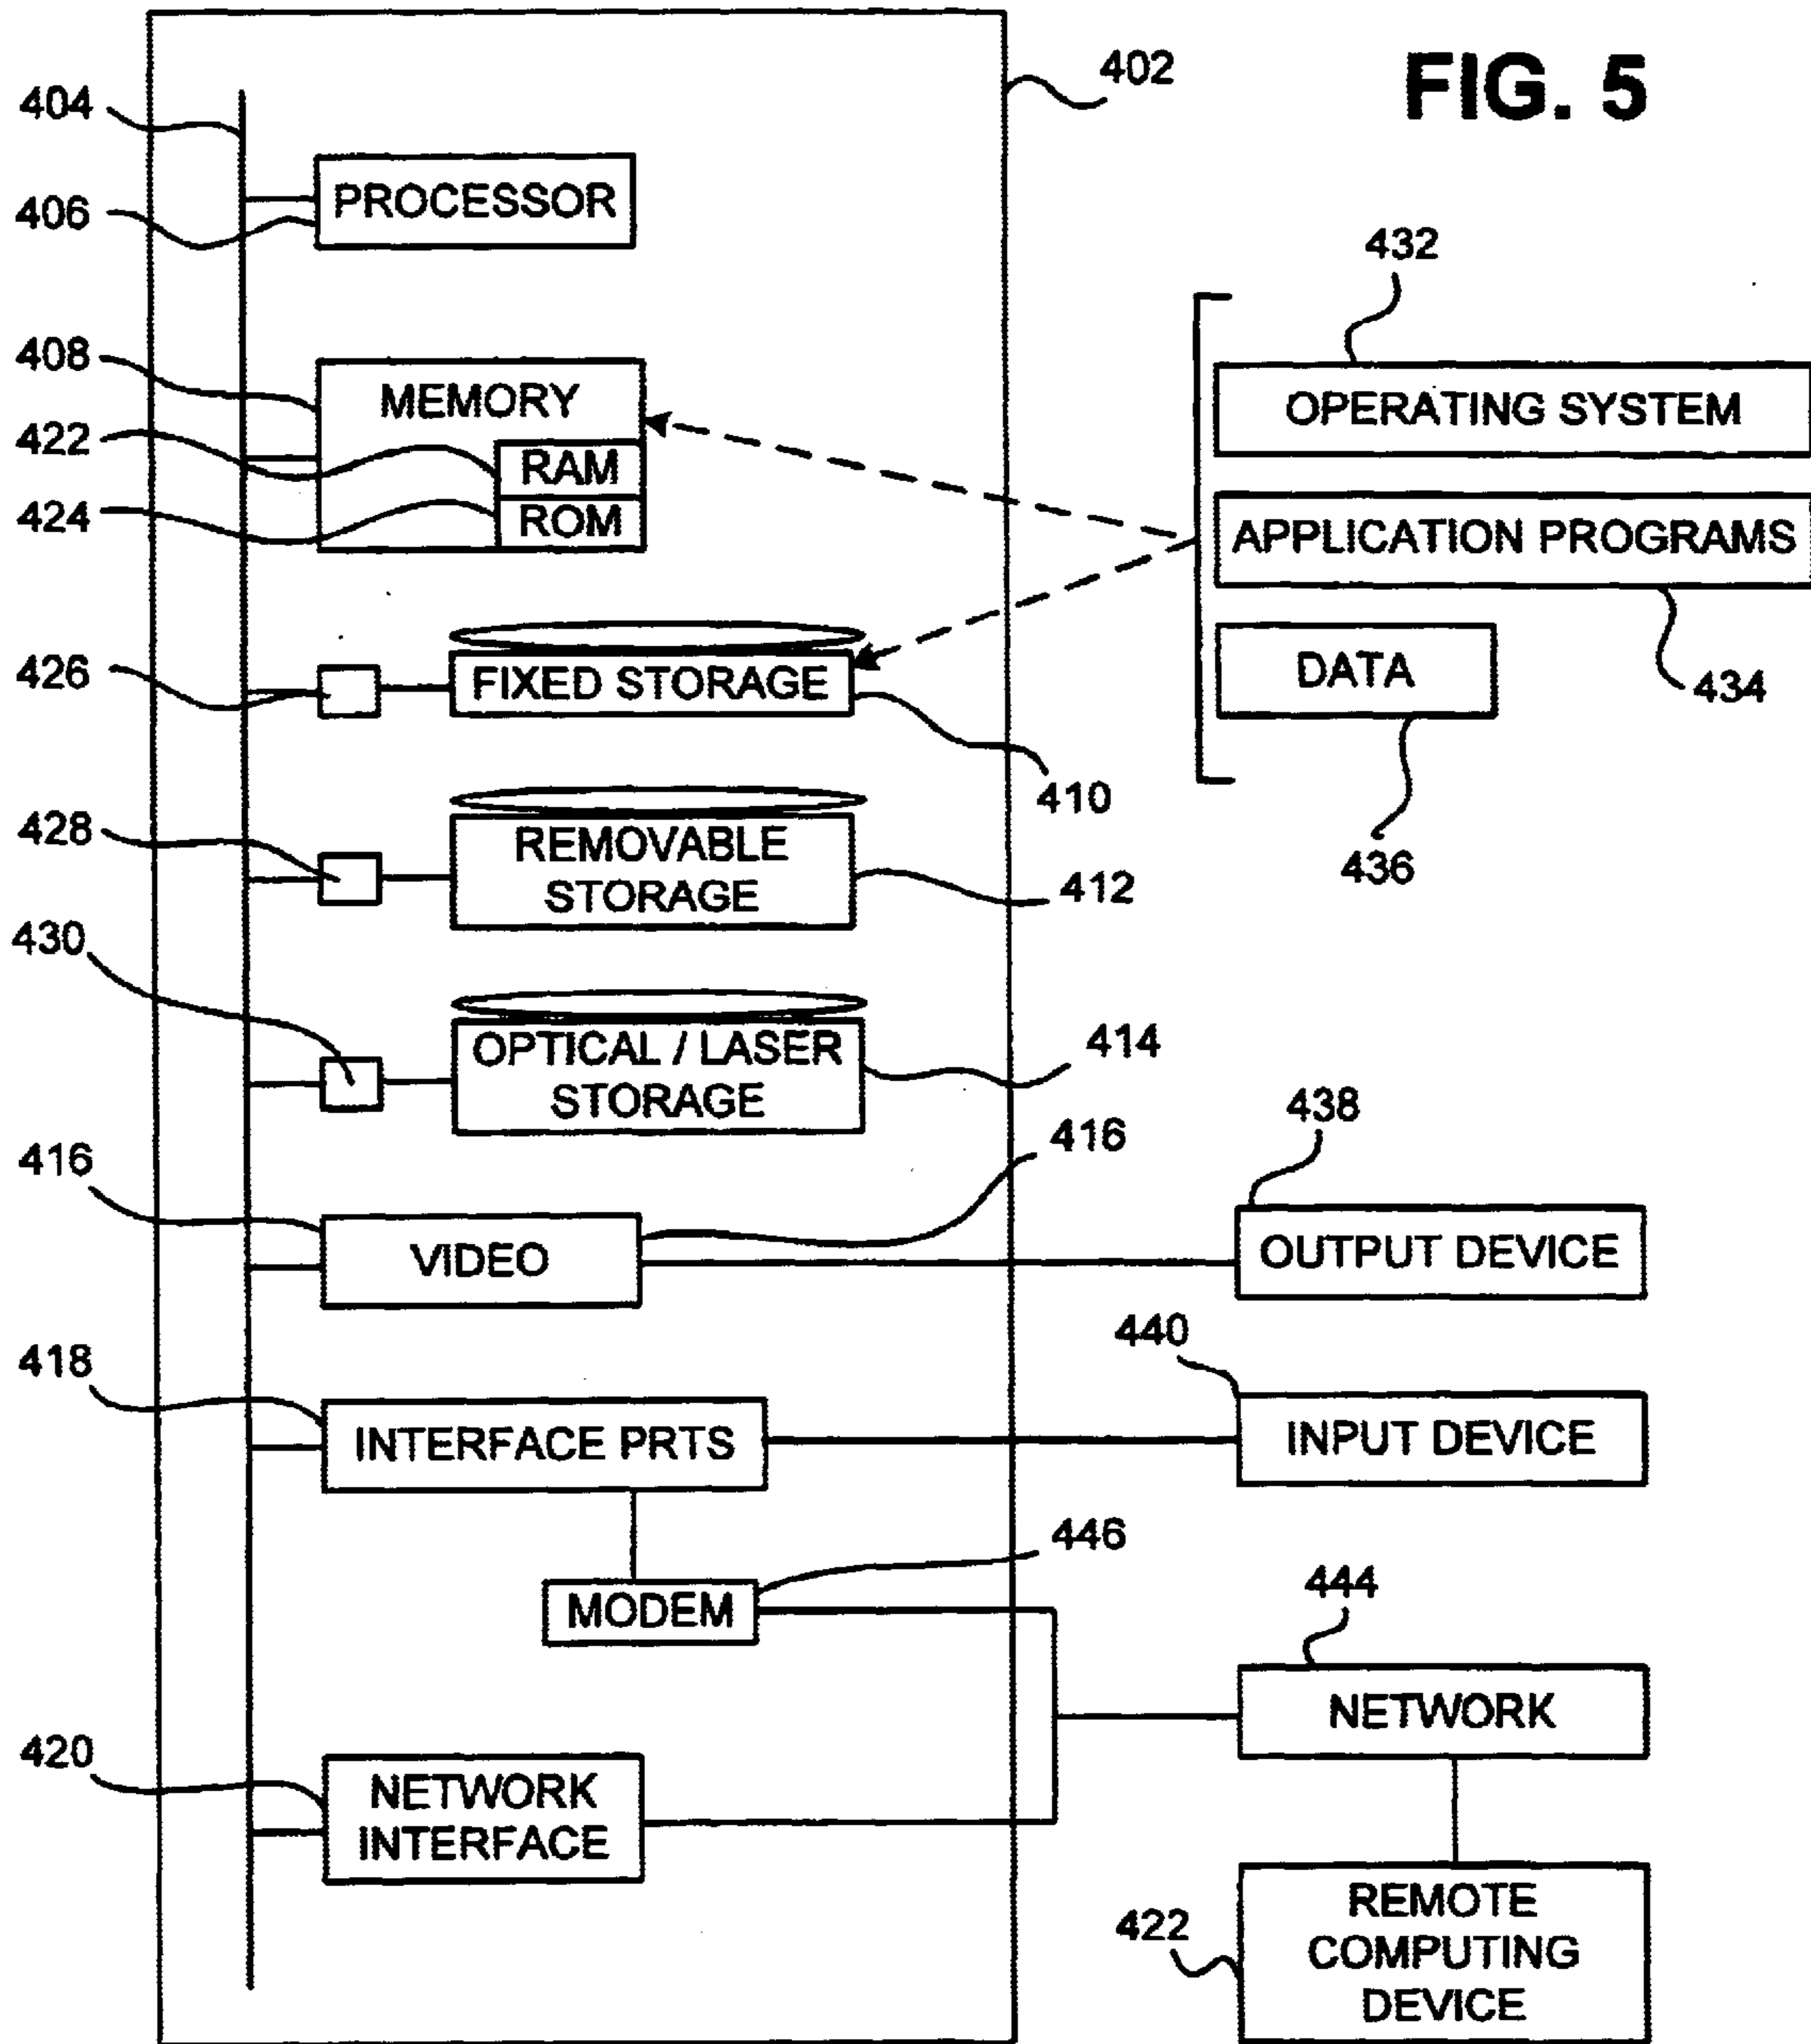 FIG. 5
402
404
PROCESSOR
406
432
408
MEMORY
OPERATING SYSTEM
422
RAM
424
ROM
APPLICATION PROGRAMS
426
FIXED STORAGE
DATA
434
410
428
REMOVABLE
STORAGE
412
436
430
OPTICAL / LASER
STORAGE
414
438
416
416
VIDEO
OUTPUT DEVICE
440
418
INTERFACE PRTS
INPUT DEVICE
446
MODEM
444
NETWORK
420
NETWORK
INTERFACE
422
REMOTE
COMPUTING
DEVICE